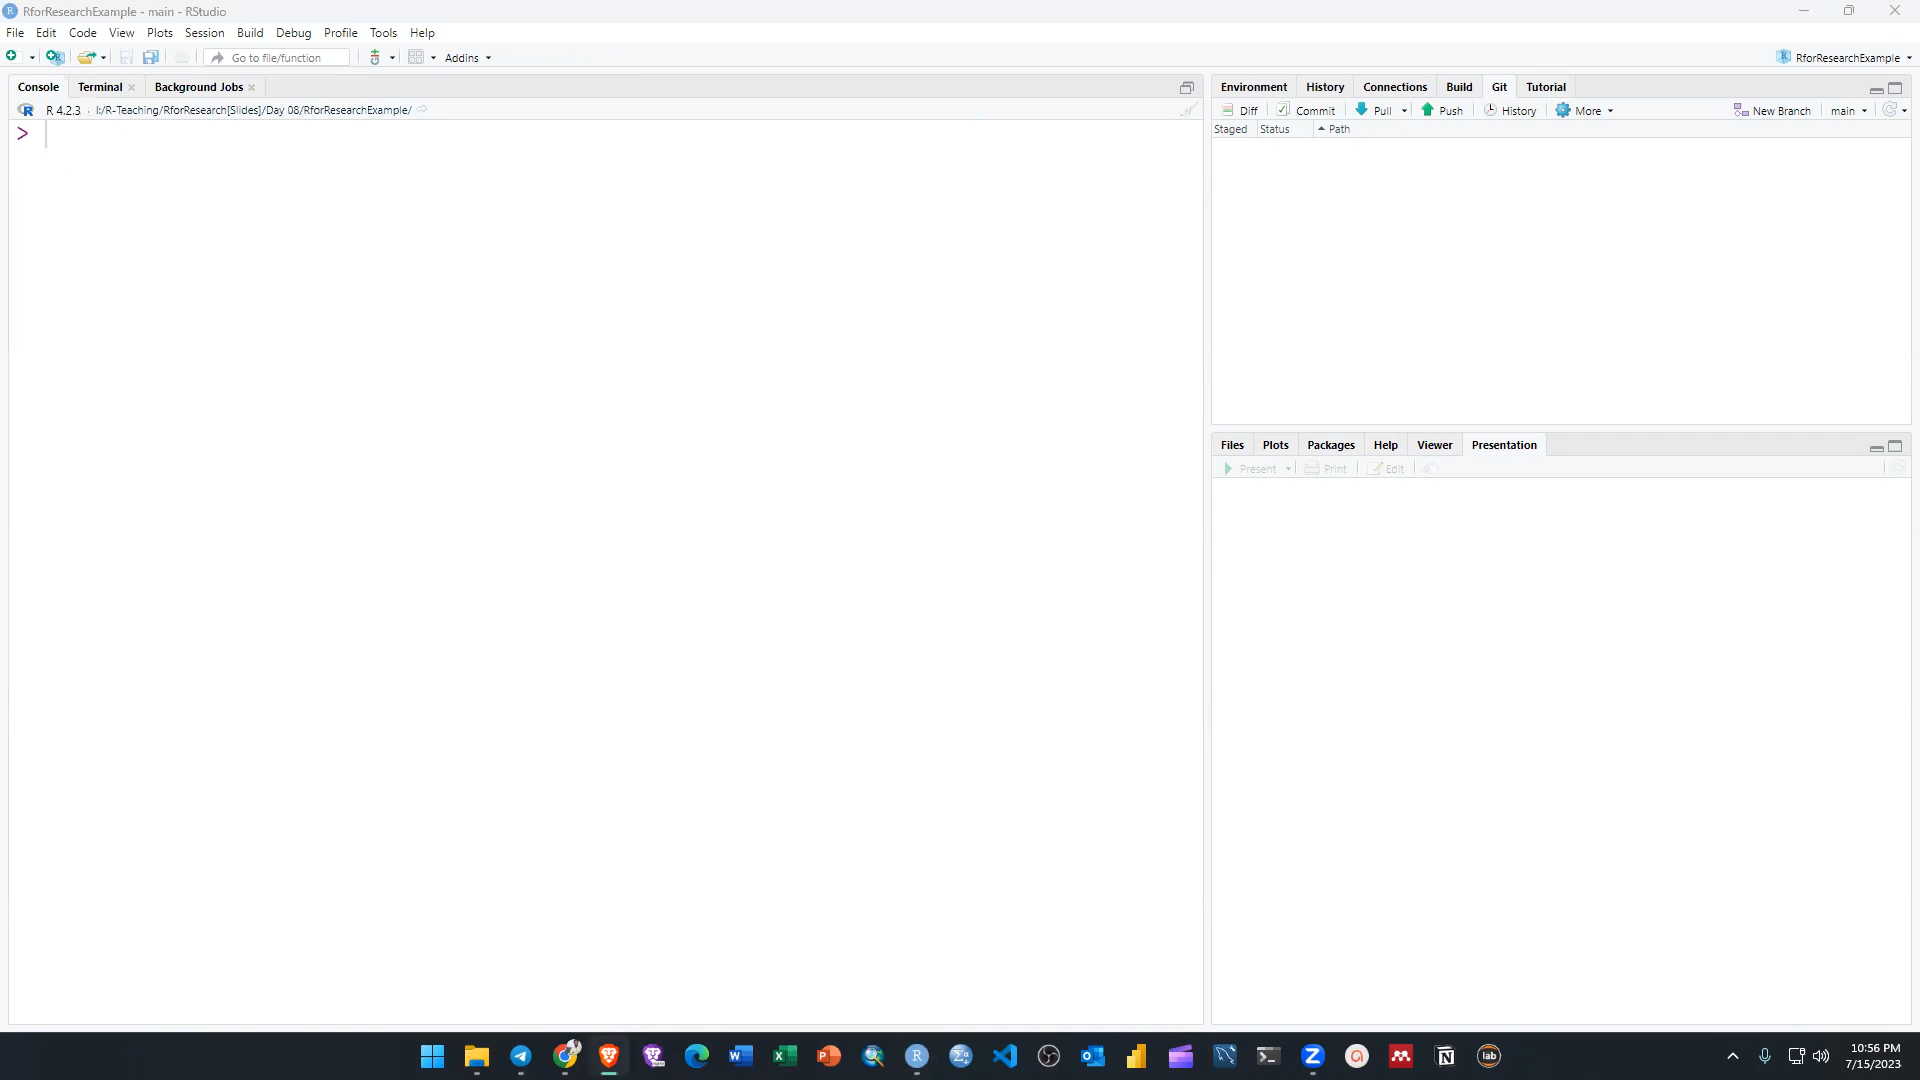 RforResearchExample - main - RStudio
File Edit Code View Plots Session Build Debug Profile Tools Help
Go to file/function Addins RforResearchExample
Console Terminal Background Jobs
R 4.2.3 · I:/R-Teaching/RforResearch[Slides]/Day 08/RforResearchExample/
>
Environment History Connections Build Git Tutorial
Diff Commit Pull Push History More New Branch main
Staged Status Path
Files Plots Packages Help Viewer Presentation
Present Print Edit
lab
10:56 PM
7/15/2023